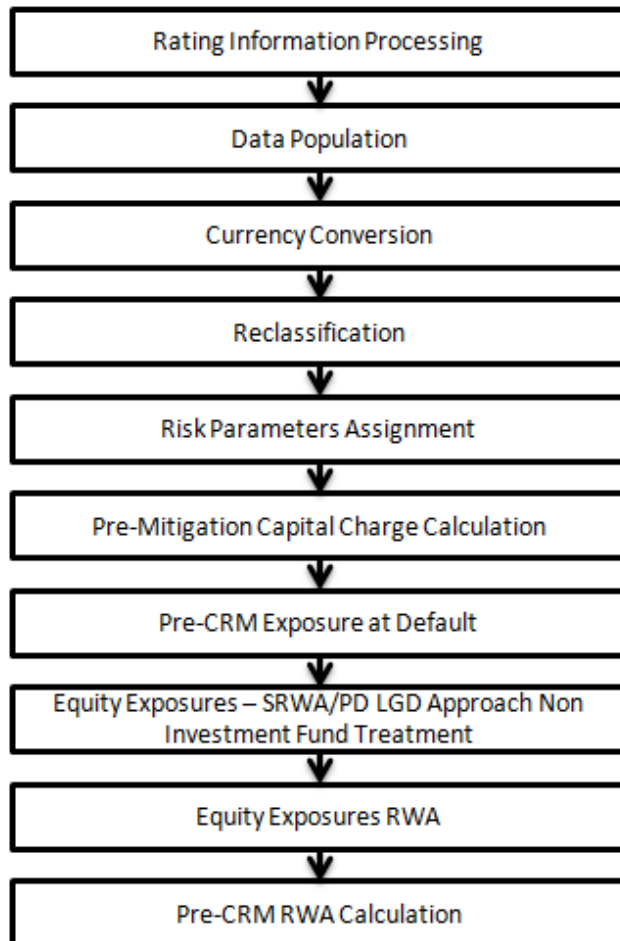 Rating Information Processing
Data Population
Currency Conversion
Reclassification
Risk Parameters Assignment
Pre-Mitigation Capital Charge Calculation
Pre-CRM Exposure at Default
Equity Exposures – SRWA/PD LGD Approach Non
Investment Fund Treatment
Equity Exposures RWA
Pre-CRM RWA Calculation